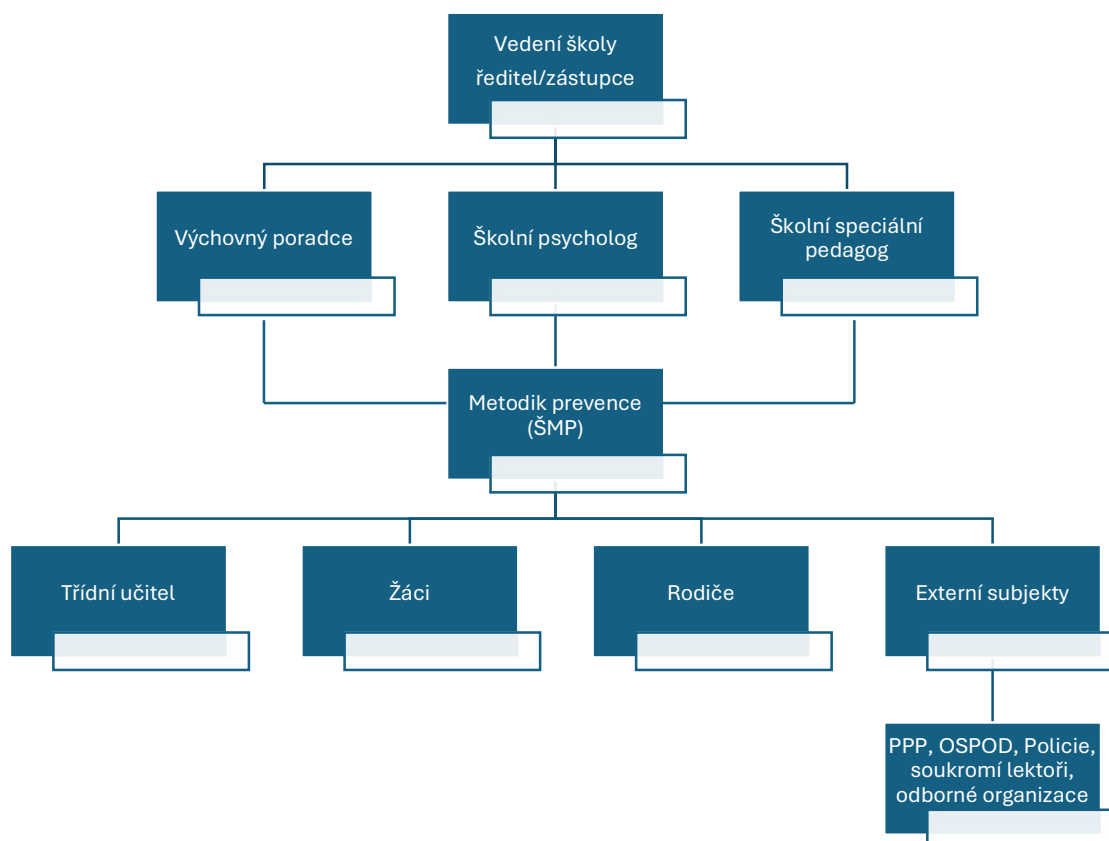 Vedení školy
ředitel/zástupce
Výchovný poradce
Školní psycholog
Školní speciální
pedagog
Metodik prevence
(ŠMP)
Třídní učitel
Žáci
Rodiče
Externí subjekty
PPP, OSPOD, Policie,
soukromí lektoři,
odborné organizace